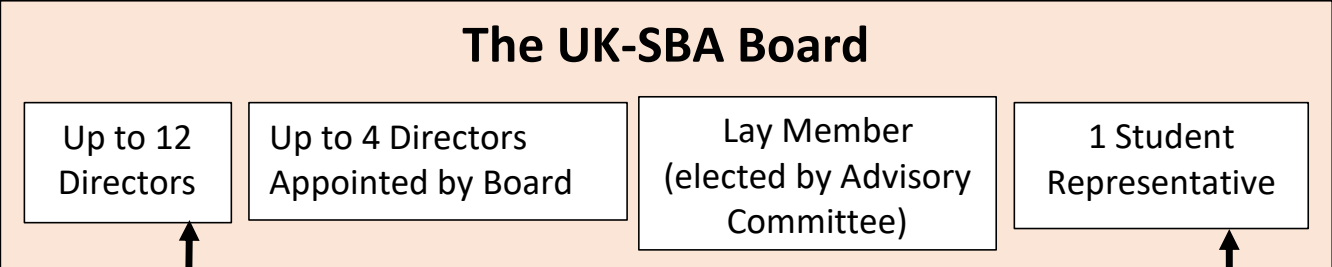 The UK-SBA Board
Up to 12
Directors
Up to 4 Directors
Appointed by Board
Lay Member
(elected by Advisory
Committee)
1 Student
Representative